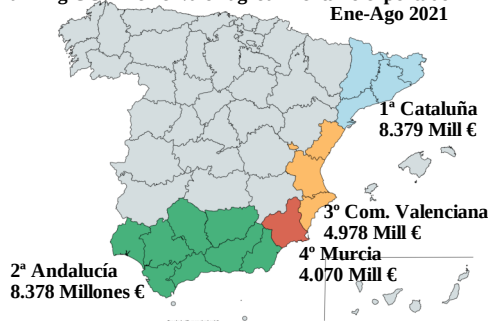 Ene-Ago 2021
1ª Cataluña
8.379 Mill €
3º Com. Valenciana
4.978 Mill €
4º Murcia
4.070 Mill €
2ª Andalucía
8.378 Millones €